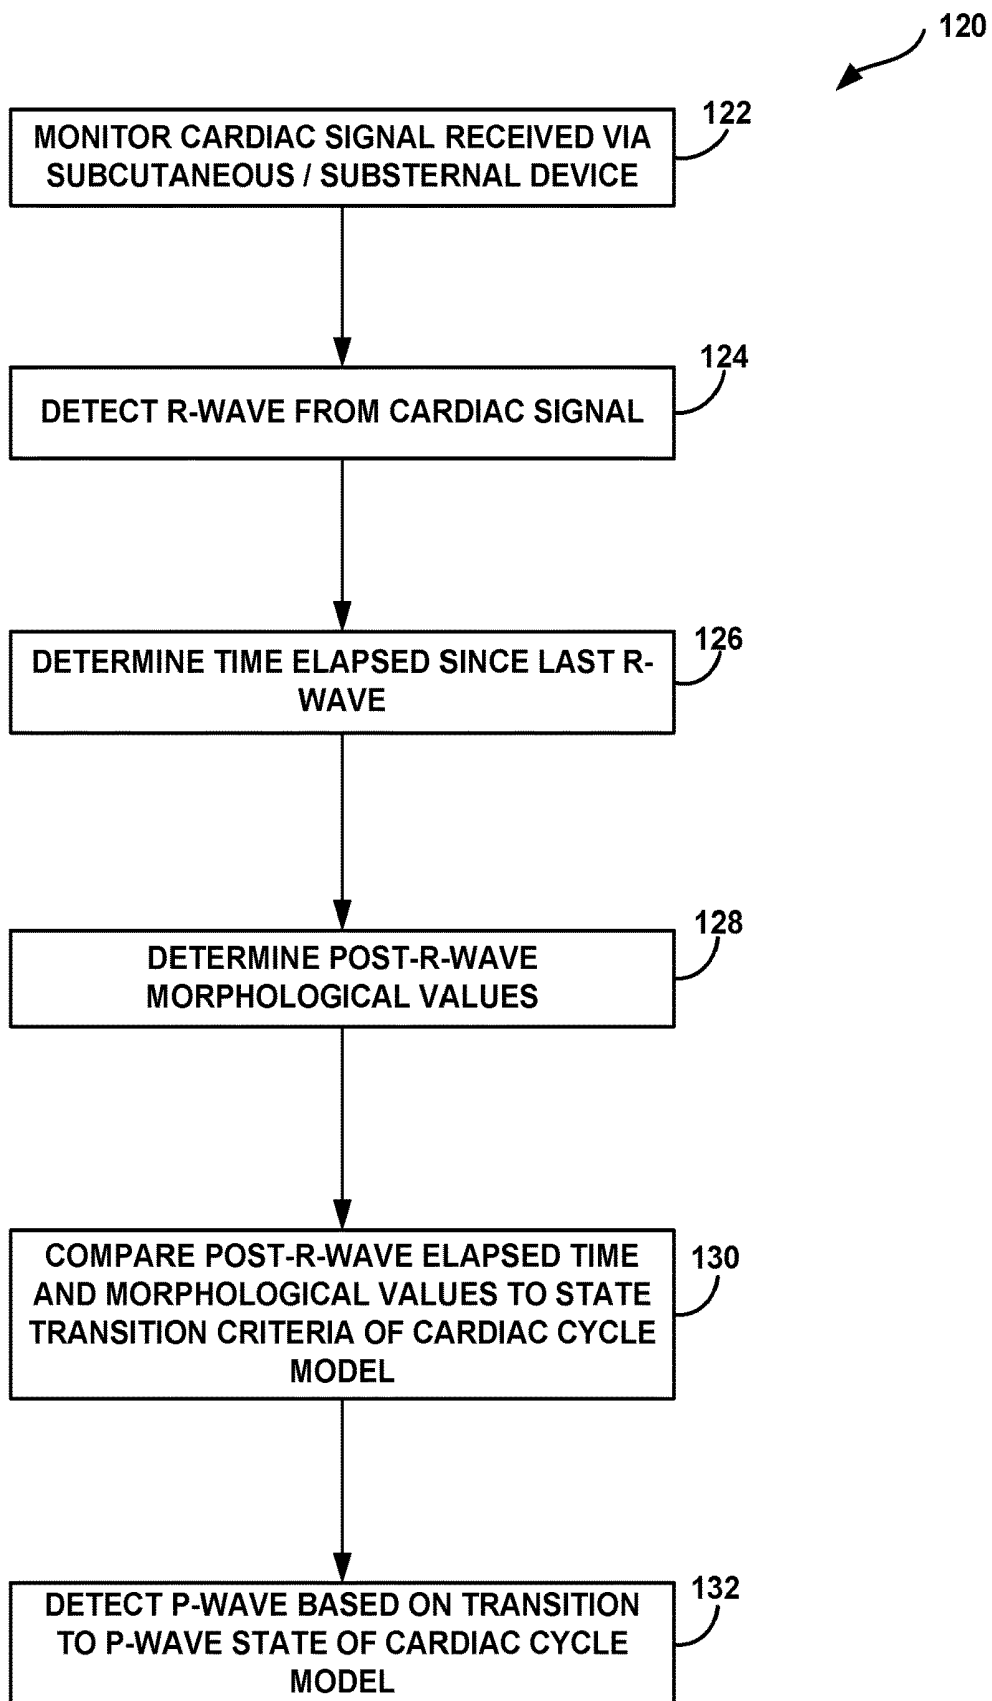 120
MONITOR CARDIAC SIGNAL RECEIVED VIA
SUBCUTANEOUS / SUBSTERNAL DEVICE
122
DETECT R-WAVE FROM CARDIAC SIGNAL
124
DETERMINE TIME ELAPSED SINCE LAST R-
WAVE
126
DETERMINE POST-R-WAVE
MORPHOLOGICAL VALUES
128
COMPARE POST-R-WAVE ELAPSED TIME
AND MORPHOLOGICAL VALUES TO STATE
TRANSITION CRITERIA OF CARDIAC CYCLE
MODEL
130
DETECT P-WAVE BASED ON TRANSITION
TO P-WAVE STATE OF CARDIAC CYCLE
MODEL
132